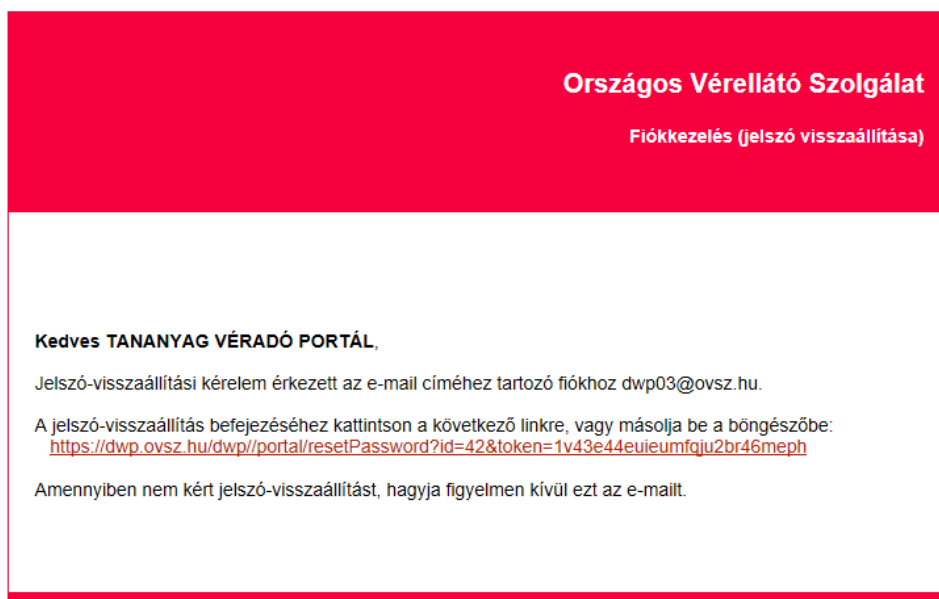 Országos Vérellátó Szolgálat
Fiókkezelés (jelszó visszaállítása)
Kedves TANANYAG VÉRADÓ PORTÁL,
Jelszó-visszaállítási kérelem érkezett az e-mail címéhez tartozó fiókhoz dwp03@ovsz.hu.
A jelszó-visszaállítás befejezéséhez kattintson a következő linkre, vagy másolja be a böngészőbe:
https://dwp.ovsz.hu/dwp//portal/resetPassword?id=42&token=1v43e44euieumfqju2br46meph
Amennyiben nem kért jelszó-visszaállítást, hagyja figyelmen kívül ezt az e-mailt.